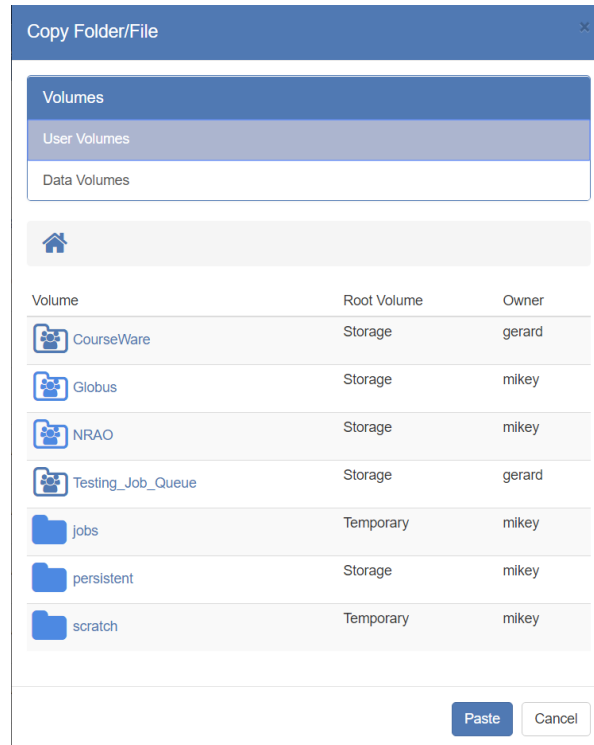 Copy Folder/File ×
Volumes
User Volumes
Data Volumes
Volume Root Volume Owner
CourseWare Storage gerard
Globus Storage mikey
NRAO Storage mikey
Testing_Job_Queue Storage gerard
jobs Temporary mikey
persistent Storage mikey
scratch Temporary mikey
Paste Cancel